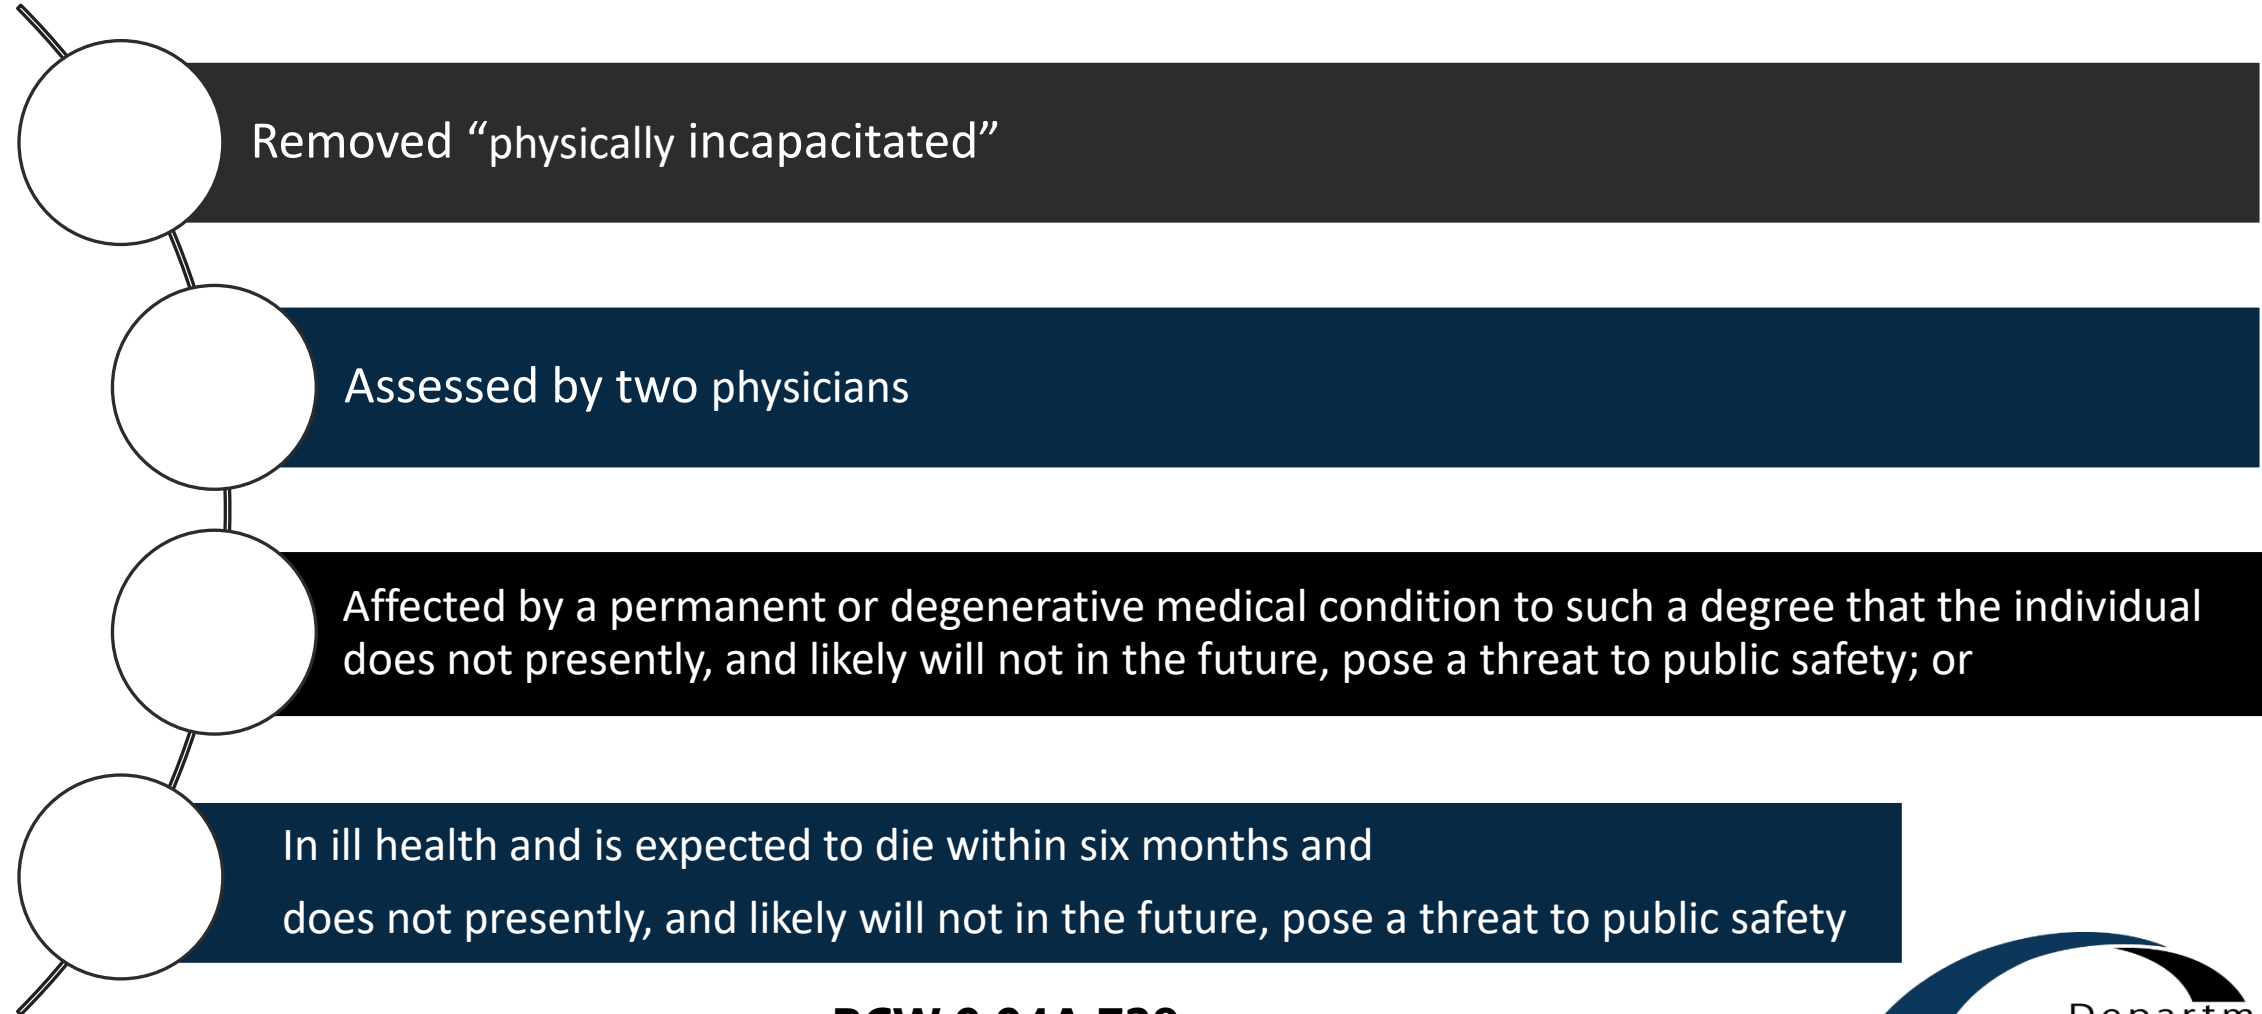 Removed “physically incapacitated”
Assessed by two physicians
Affected by a permanent or degenerative medical condition to such a degree that the individual
does not presently, and likely will not in the future, pose a threat to public safety; or
In ill health and is expected to die within six months and
does not presently, and likely will not in the future, pose a threat to public safety